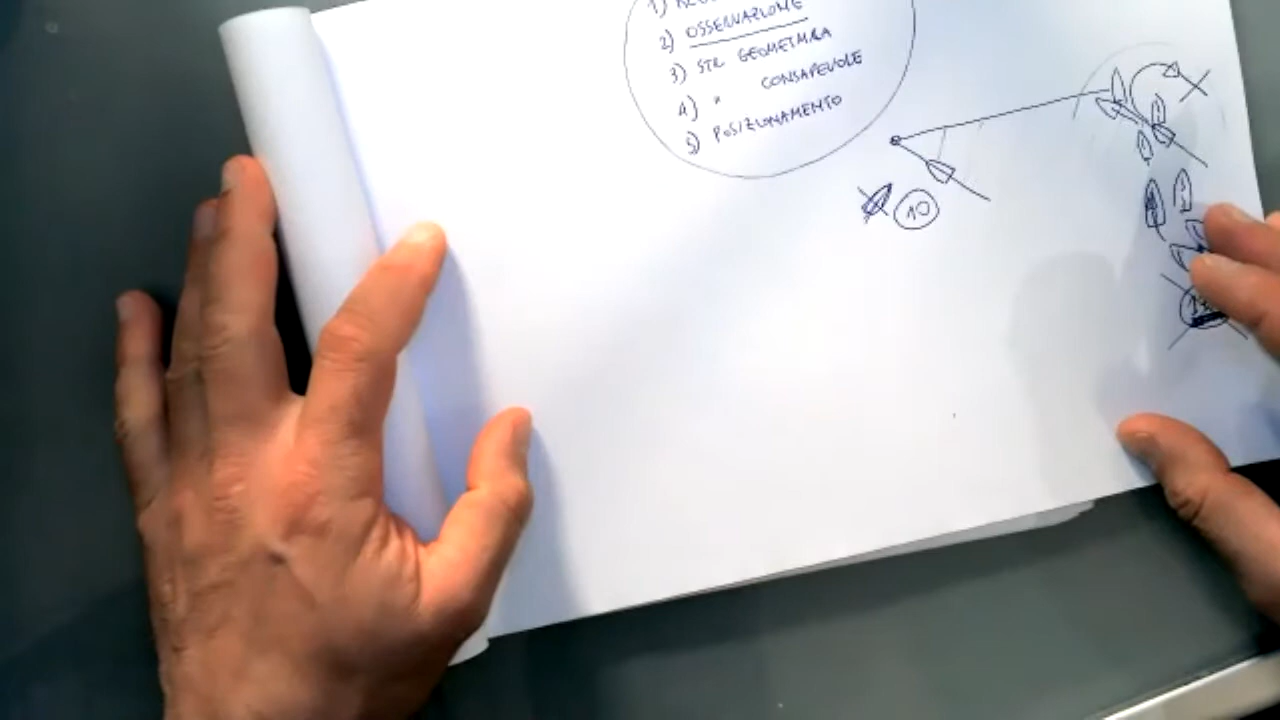 2) OSSERVAZIONE
3) STR GEOMETRICA
4) " CONSAPEVOLE
5) POSIZIONAMENTO
10